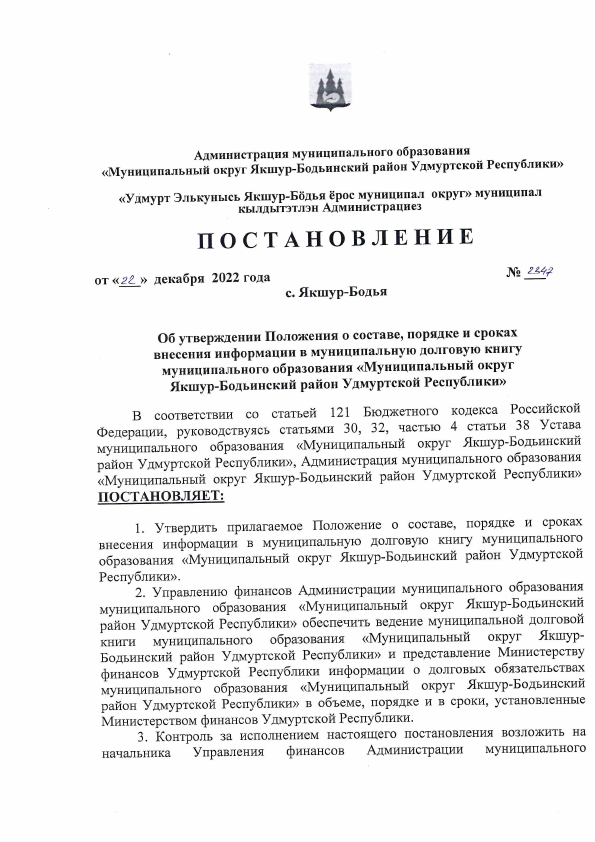 Администрация муниципального образования
«Муниципальный округ Якшур-Бодьинский район Удмуртской Республики»
«Удмурт Элькунысь Якшур-Бӧдья ёрос муниципал округ» муниципал
кылдытэтлэн Администрациез
ПОСТАНОВЛЕНИЕ
от «22» декабря 2022 года №
с. Якшур-Бодья
Об утверждении Положения о составе, порядке и сроках
внесения информации в муниципальную долговую книгу
муниципального образования «Муниципальный округ
Якшур-Бодьинский район Удмуртской Республики»
В соответствии со статьей 121 Бюджетного кодекса Российской
Федерации, руководствуясь статьями 30, 32, частью 4 статьи 38 Устава
муниципального образования «Муниципальный округ Якшур-Бодьинский
район Удмуртской Республики», Администрация муниципального образования
«Муниципальный округ Якшур-Бодьинский район Удмуртской Республики»
ПОСТАНОВЛЯЕТ:
1. Утвердить прилагаемое Положение о составе, порядке и сроках
внесения информации в муниципальную долговую книгу муниципального
образования «Муниципальный округ Якшур-Бодьинский район Удмуртской
Республики».
2. Управлению финансов Администрации муниципального образования
муниципального образования «Муниципальный округ Якшур-Бодьинский
район Удмуртской Республики» обеспечить ведение муниципальной долговой
книги муниципального образования «Муниципальный округ Якшур-
Бодьинский район Удмуртской Республики» и представление Министерству
финансов Удмуртской Республики информации о долговых обязательствах
муниципального образования «Муниципальный округ Якшур-Бодьинский
район Удмуртской Республики» в объеме, порядке и в сроки, установленные
Министерством финансов Удмуртской Республики.
3. Контроль за исполнением настоящего постановления возложить на
начальника Управления финансов Администрации муниципального